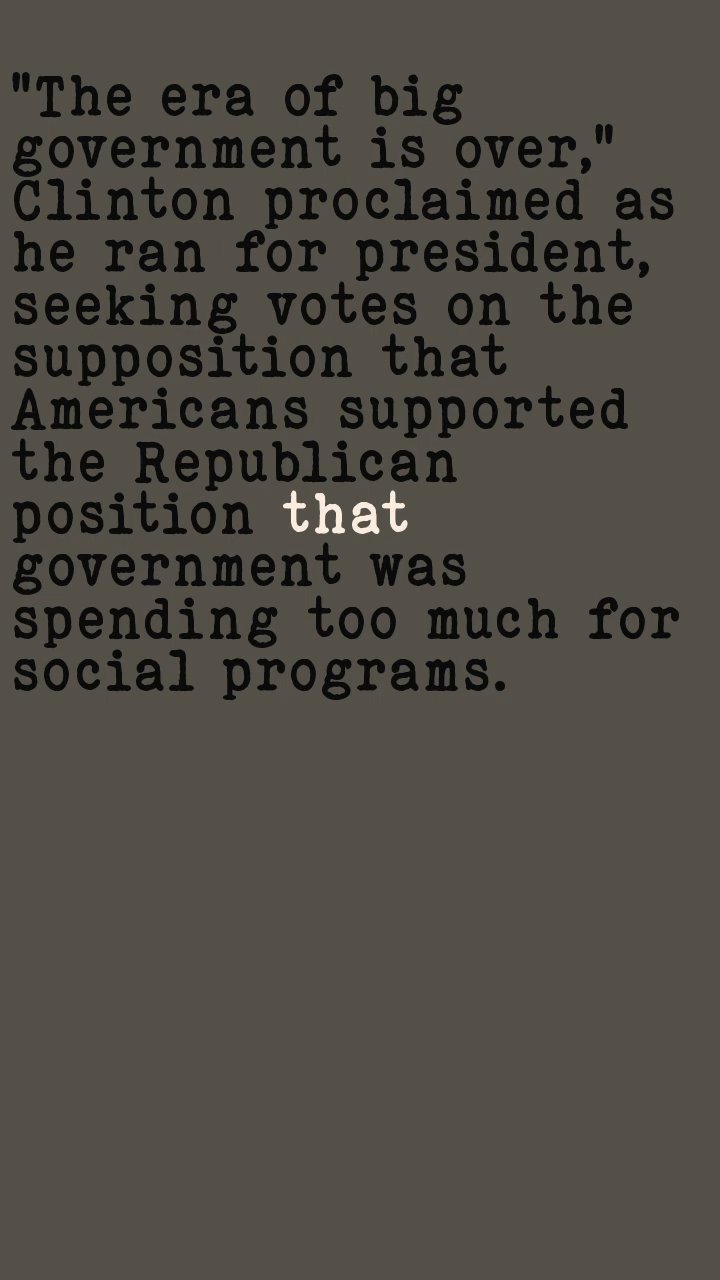 "The era of big
government is over,"
Clinton proclaimed as
he ran for president,
seeking votes on the
supposition that
Americans supported
the Republican
position that
government was
spending too much for
social programs.